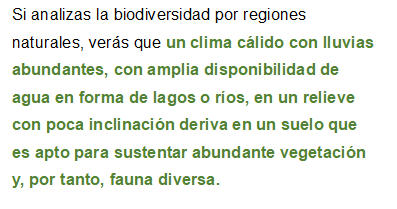 Si analizas la biodiversidad por regiones
naturales, verás que un clima cálido con lluvias
abundantes, con amplia disponibilidad de
agua en forma de lagos o ríos, en un relieve
con poca inclinación deriva en un suelo que
es apto para sustentar abundante vegetación
y, por tanto, fauna diversa.